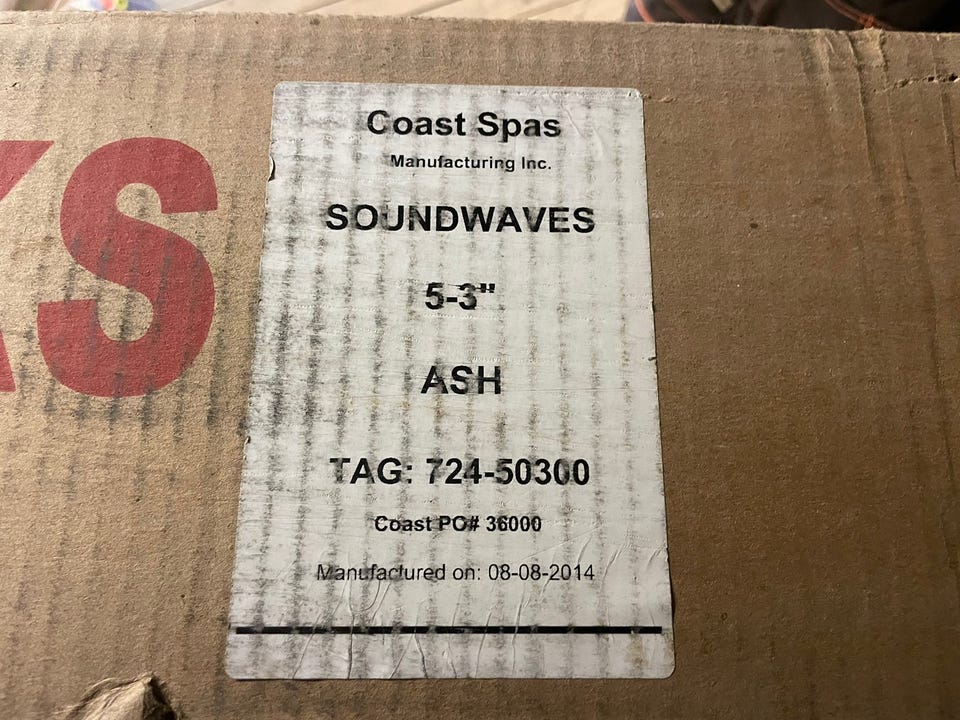 KS
Coast Spas
Manufacturing Inc.
SOUNDWAVES
5-3"
ASH
TAG: 724-50300
Coast PO# 36000
Manufactured on: 08-08-2014